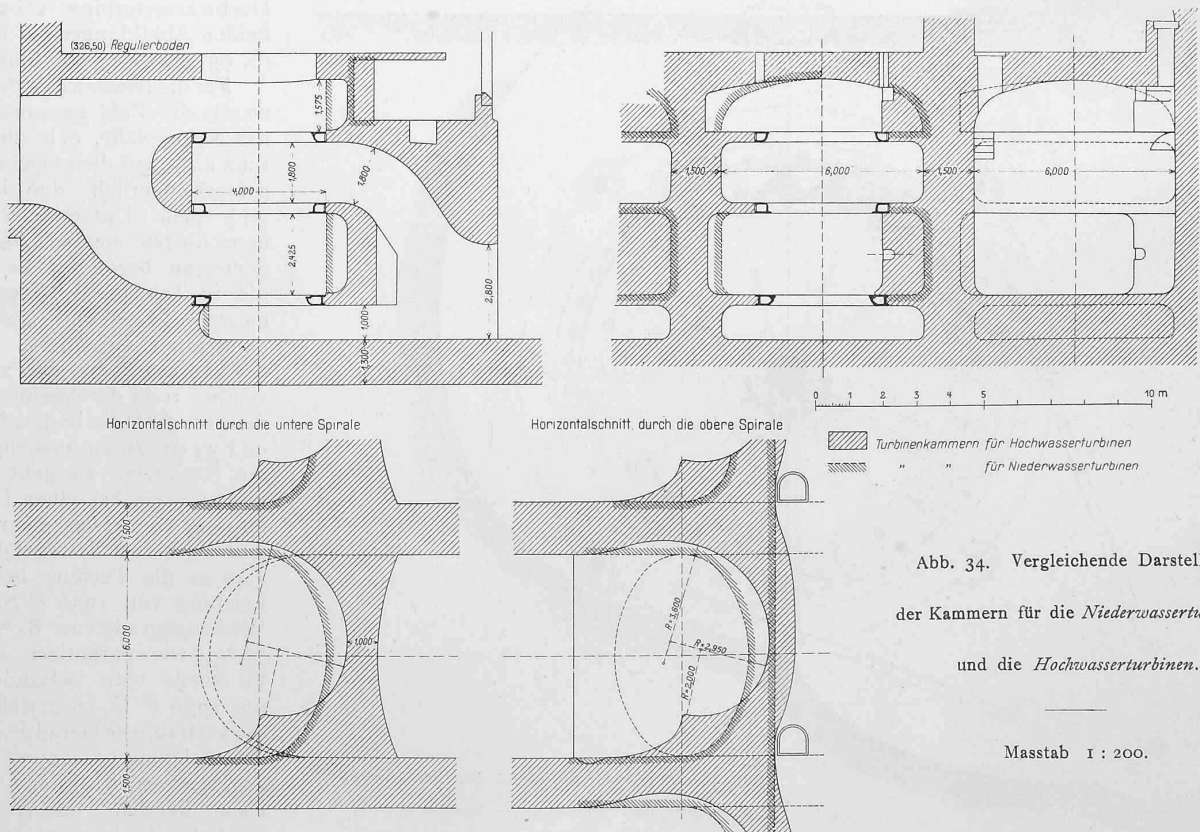 (326,50) Regulierboden
1,575
1,800
1,800
4,000
2,425
2,800
1,000
1,300
1,500
6,000
1,500
6,000
0 1 2 3 4 5 10 m
Horizontalschnitt durch die untere Spirale
Horizontalschnitt durch die obere Spirale
Turbinenkammern für Hochwasserturbinen
" " für Niederwasserturbinen
1,500
6,000
1,000
1,500
R=3,600
R=2,950
R=2,000
Abb. 34. Vergleichende Darstell
der Kammern für die Niederwassertu
und die Hochwasserturbinen.
Masstab 1 : 200.